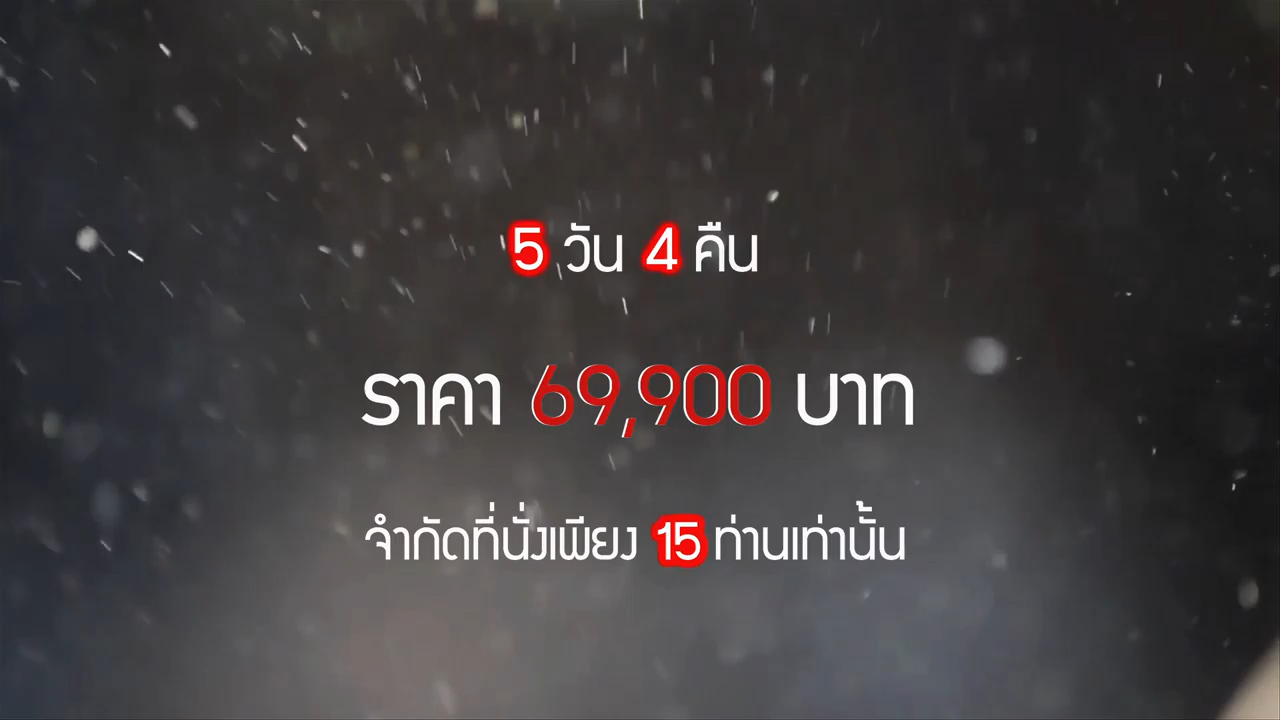 5 วัน 4 คืน
ราคา 69,900 บาท
จำกัดที่นั่งเพียง 15 ท่านเท่านั้น